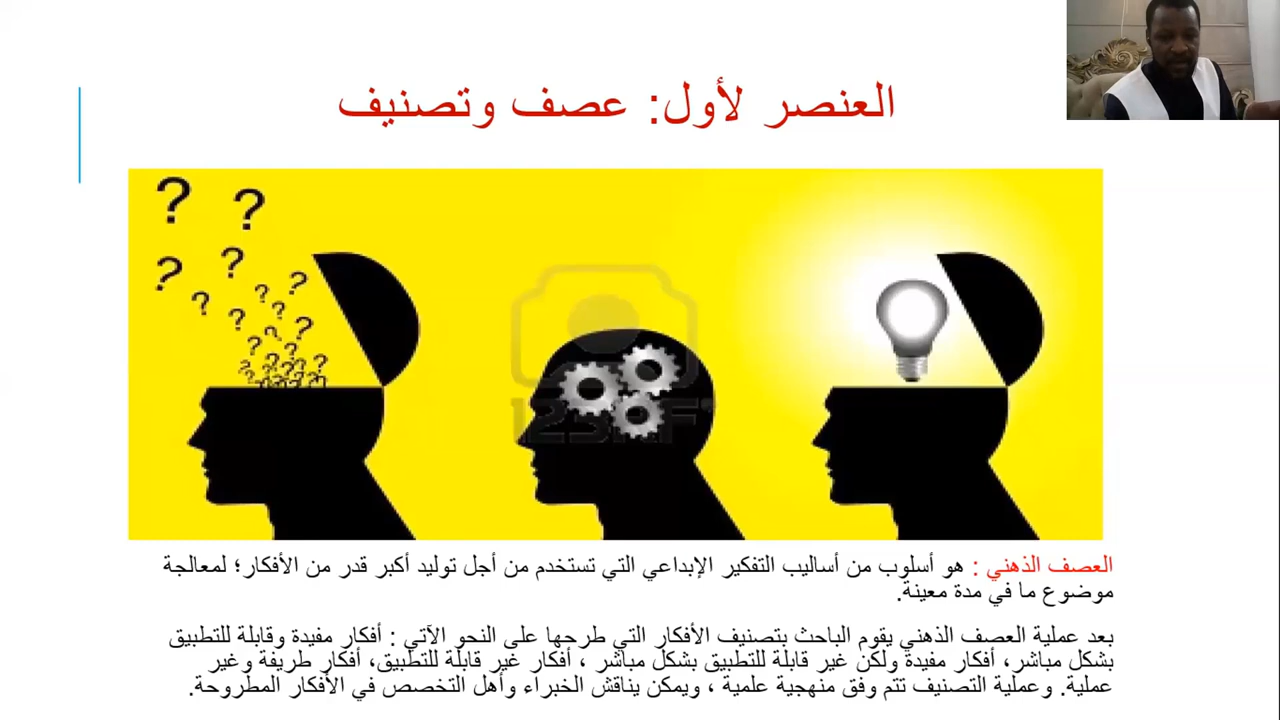 العنصر لأول: عصف وتصنيف
? ? ? ? ? ? ? ? ? ? ? ? ? ? ?
123RF
العصف الذهني : هو أسلوب من أساليب التفكير الإبداعي التي تستخدم من أجل توليد أكبر قدر من الأفكار؛ لمعالجة
موضوع ما في مدة معينة.
بعد عملية العصف الذهني يقوم الباحث بتصنيف الأفكار التي طرحها على النحو الآتي : أفكار مفيدة وقابلة للتطبيق
بشكل مباشر، أفكار مفيدة ولكن غير قابلة للتطبيق بشكل مباشر ، أفكار غير قابلة للتطبيق، أفكار طريفة وغير
عملية. وعملية التصنيف تتم وفق منهجية علمية ، ويمكن يناقش الخبراء وأهل التخصص في الأفكار المطروحة.